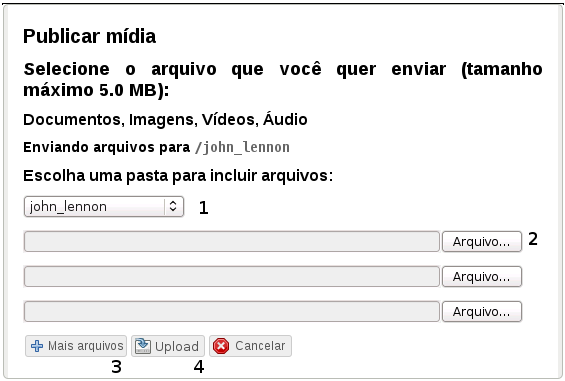 Publicar mídia
Selecione o arquivo que você quer enviar (tamanho
máximo 5.0 MB):
Documentos, Imagens, Vídeos, Áudio
Enviando arquivos para /john_lennon
Escolha uma pasta para incluir arquivos:
john_lennon 1
Arquivo... 2
Arquivo...
Arquivo...
Mais arquivos Upload Cancelar
3 4